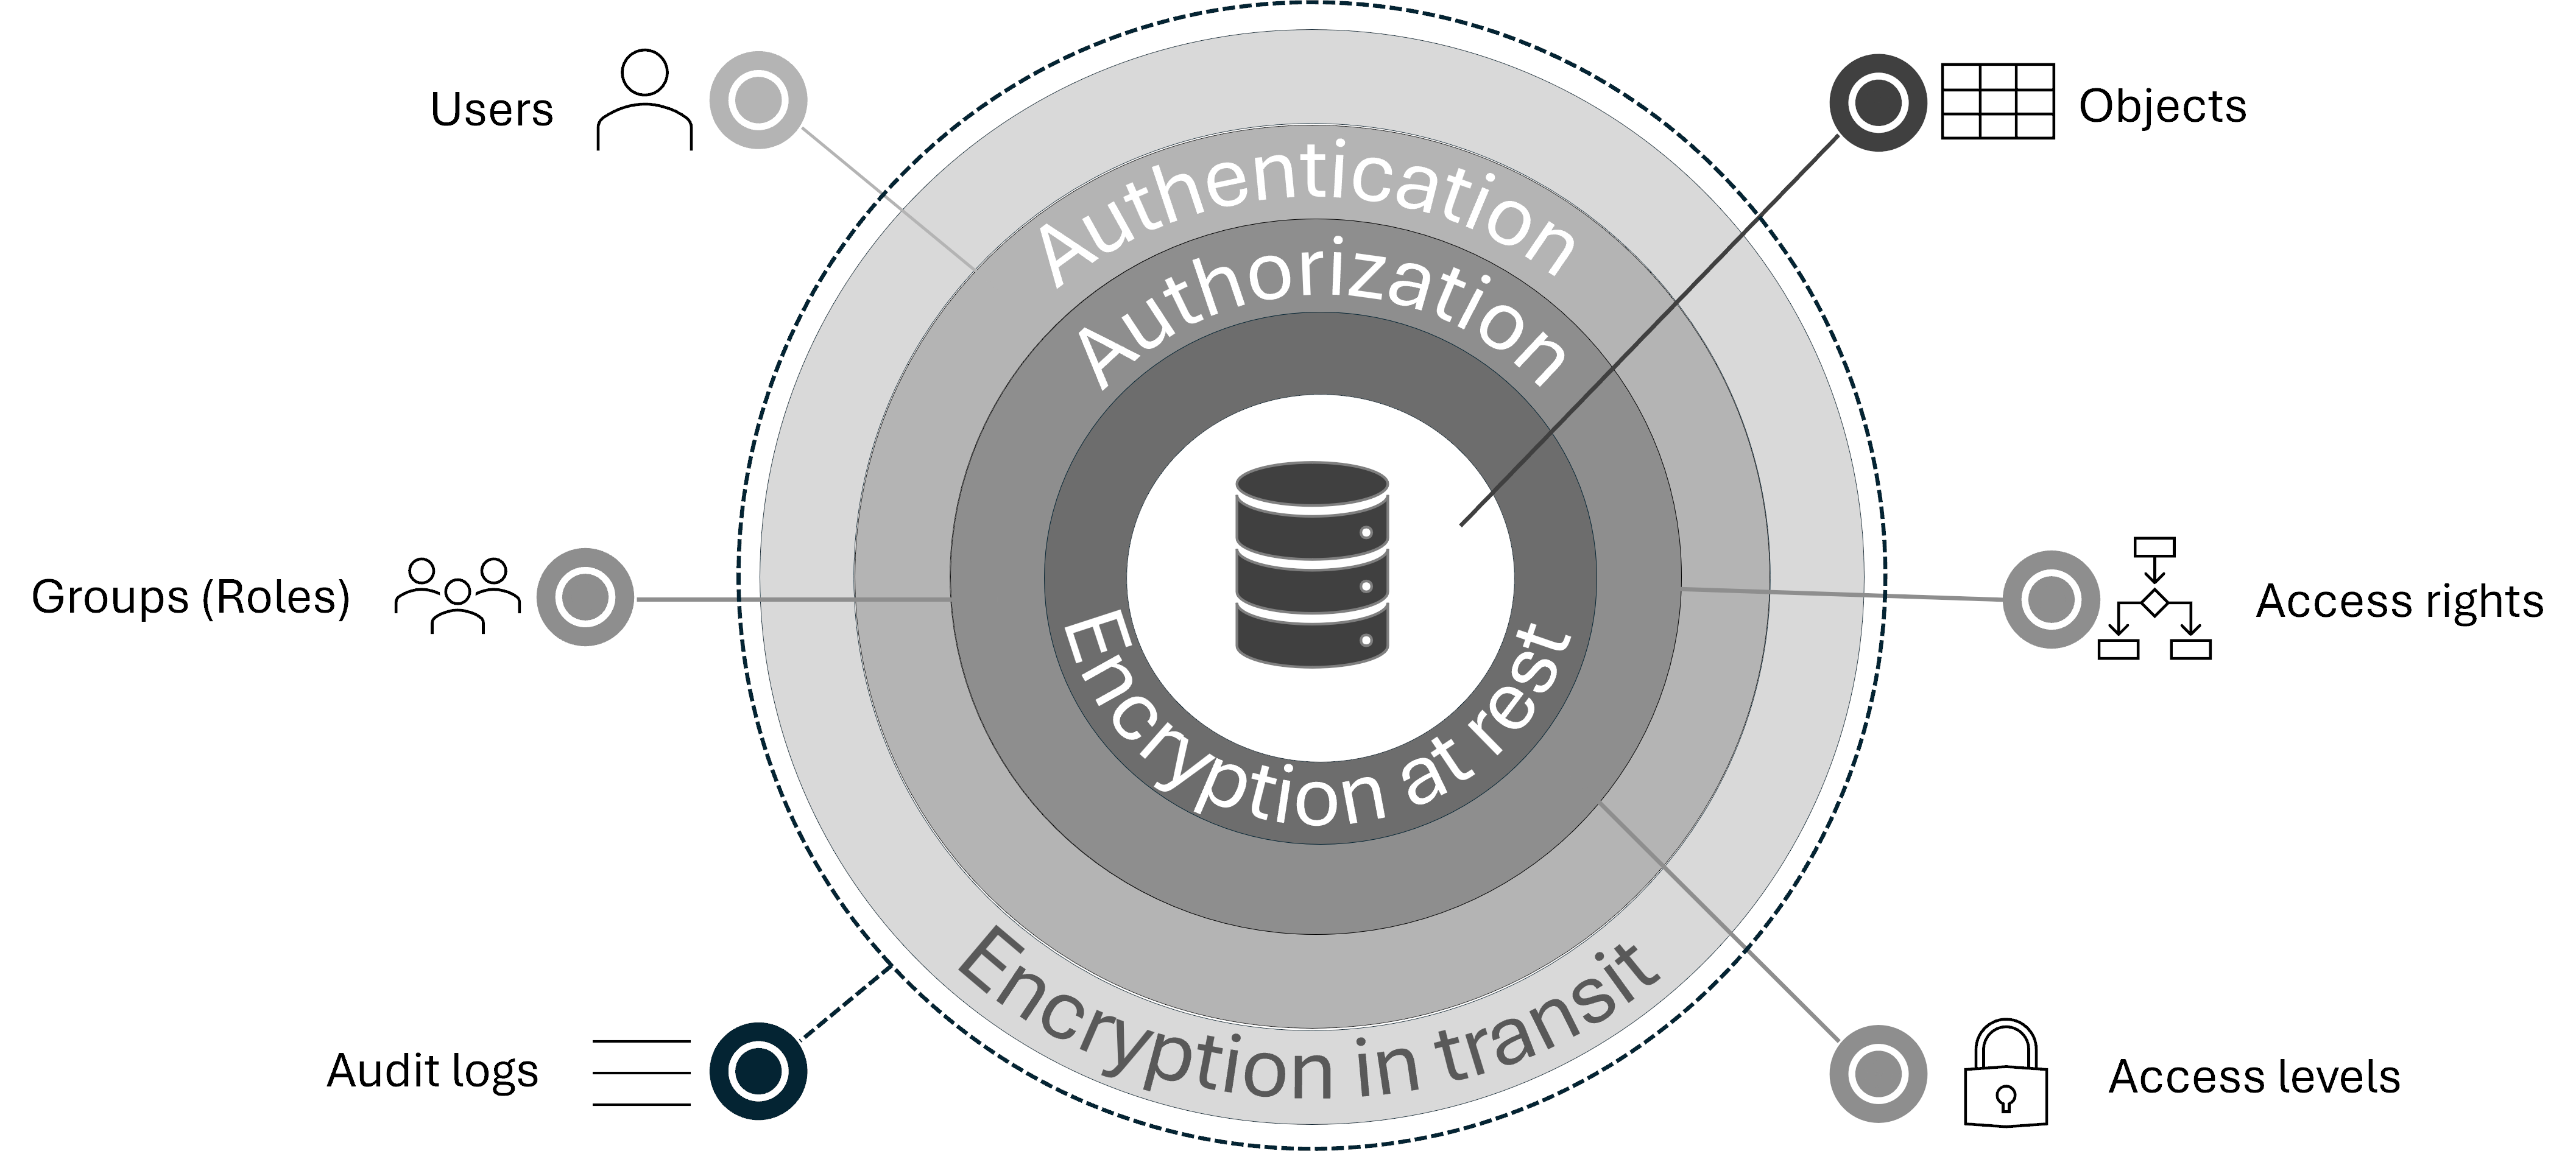 Users
Objects
Authentication
Authorization
Groups (Roles)
Access rights
Encryption at rest
Encryption in transit
Audit logs
Access levels